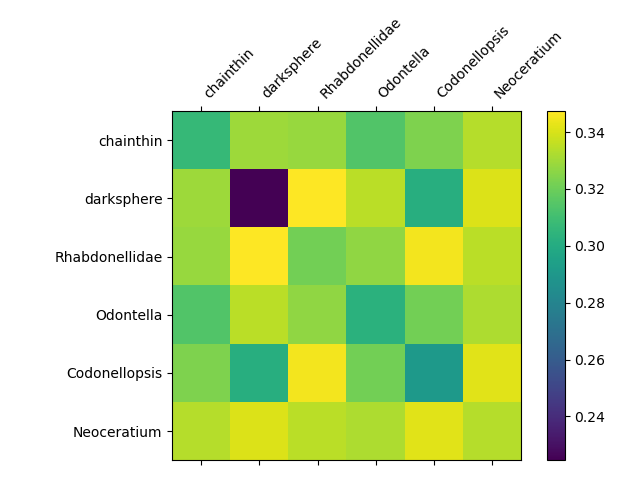 chainthin
darksphere
Rhabdonellidae
Odontella
Codonellopsis
Neoceratium
chainthin
darksphere
Rhabdonellidae
Odontella
Codonellopsis
Neoceratium
0.34
0.32
0.30
0.28
0.26
0.24